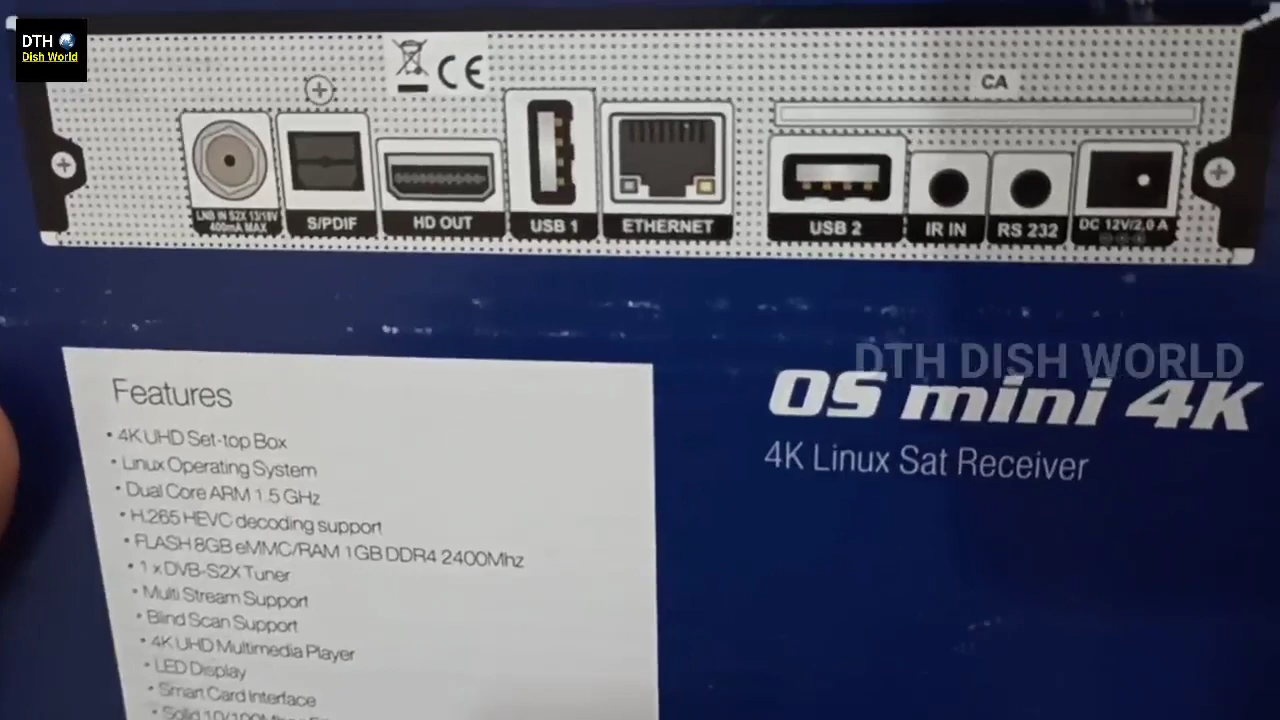 DTH
Dish World
CE
CA
LNB IN S2X 13/18V
400mA MAX
S/PDIF
HD OUT
USB 1
ETHERNET
USB 2
IR IN
RS 232
DC 12V/2.0 A
DTH DISH WORLD
OS mini 4K
4K Linux Sat Receiver
Features
• 4K UHD Set-top Box
• Linux Operating System
• Dual Core ARM 1.5 GHz
• H.265 HEVC decoding support
• FLASH 8GB eMMC/RAM 1GB DDR4 2400Mhz
• 1 x DVB-S2X Tuner
• Multi Stream Support
• Blind Scan Support
• 4K UHD Multimedia Player
• LED Display
• Smart Card Interface
• Solid 10/100Mbps